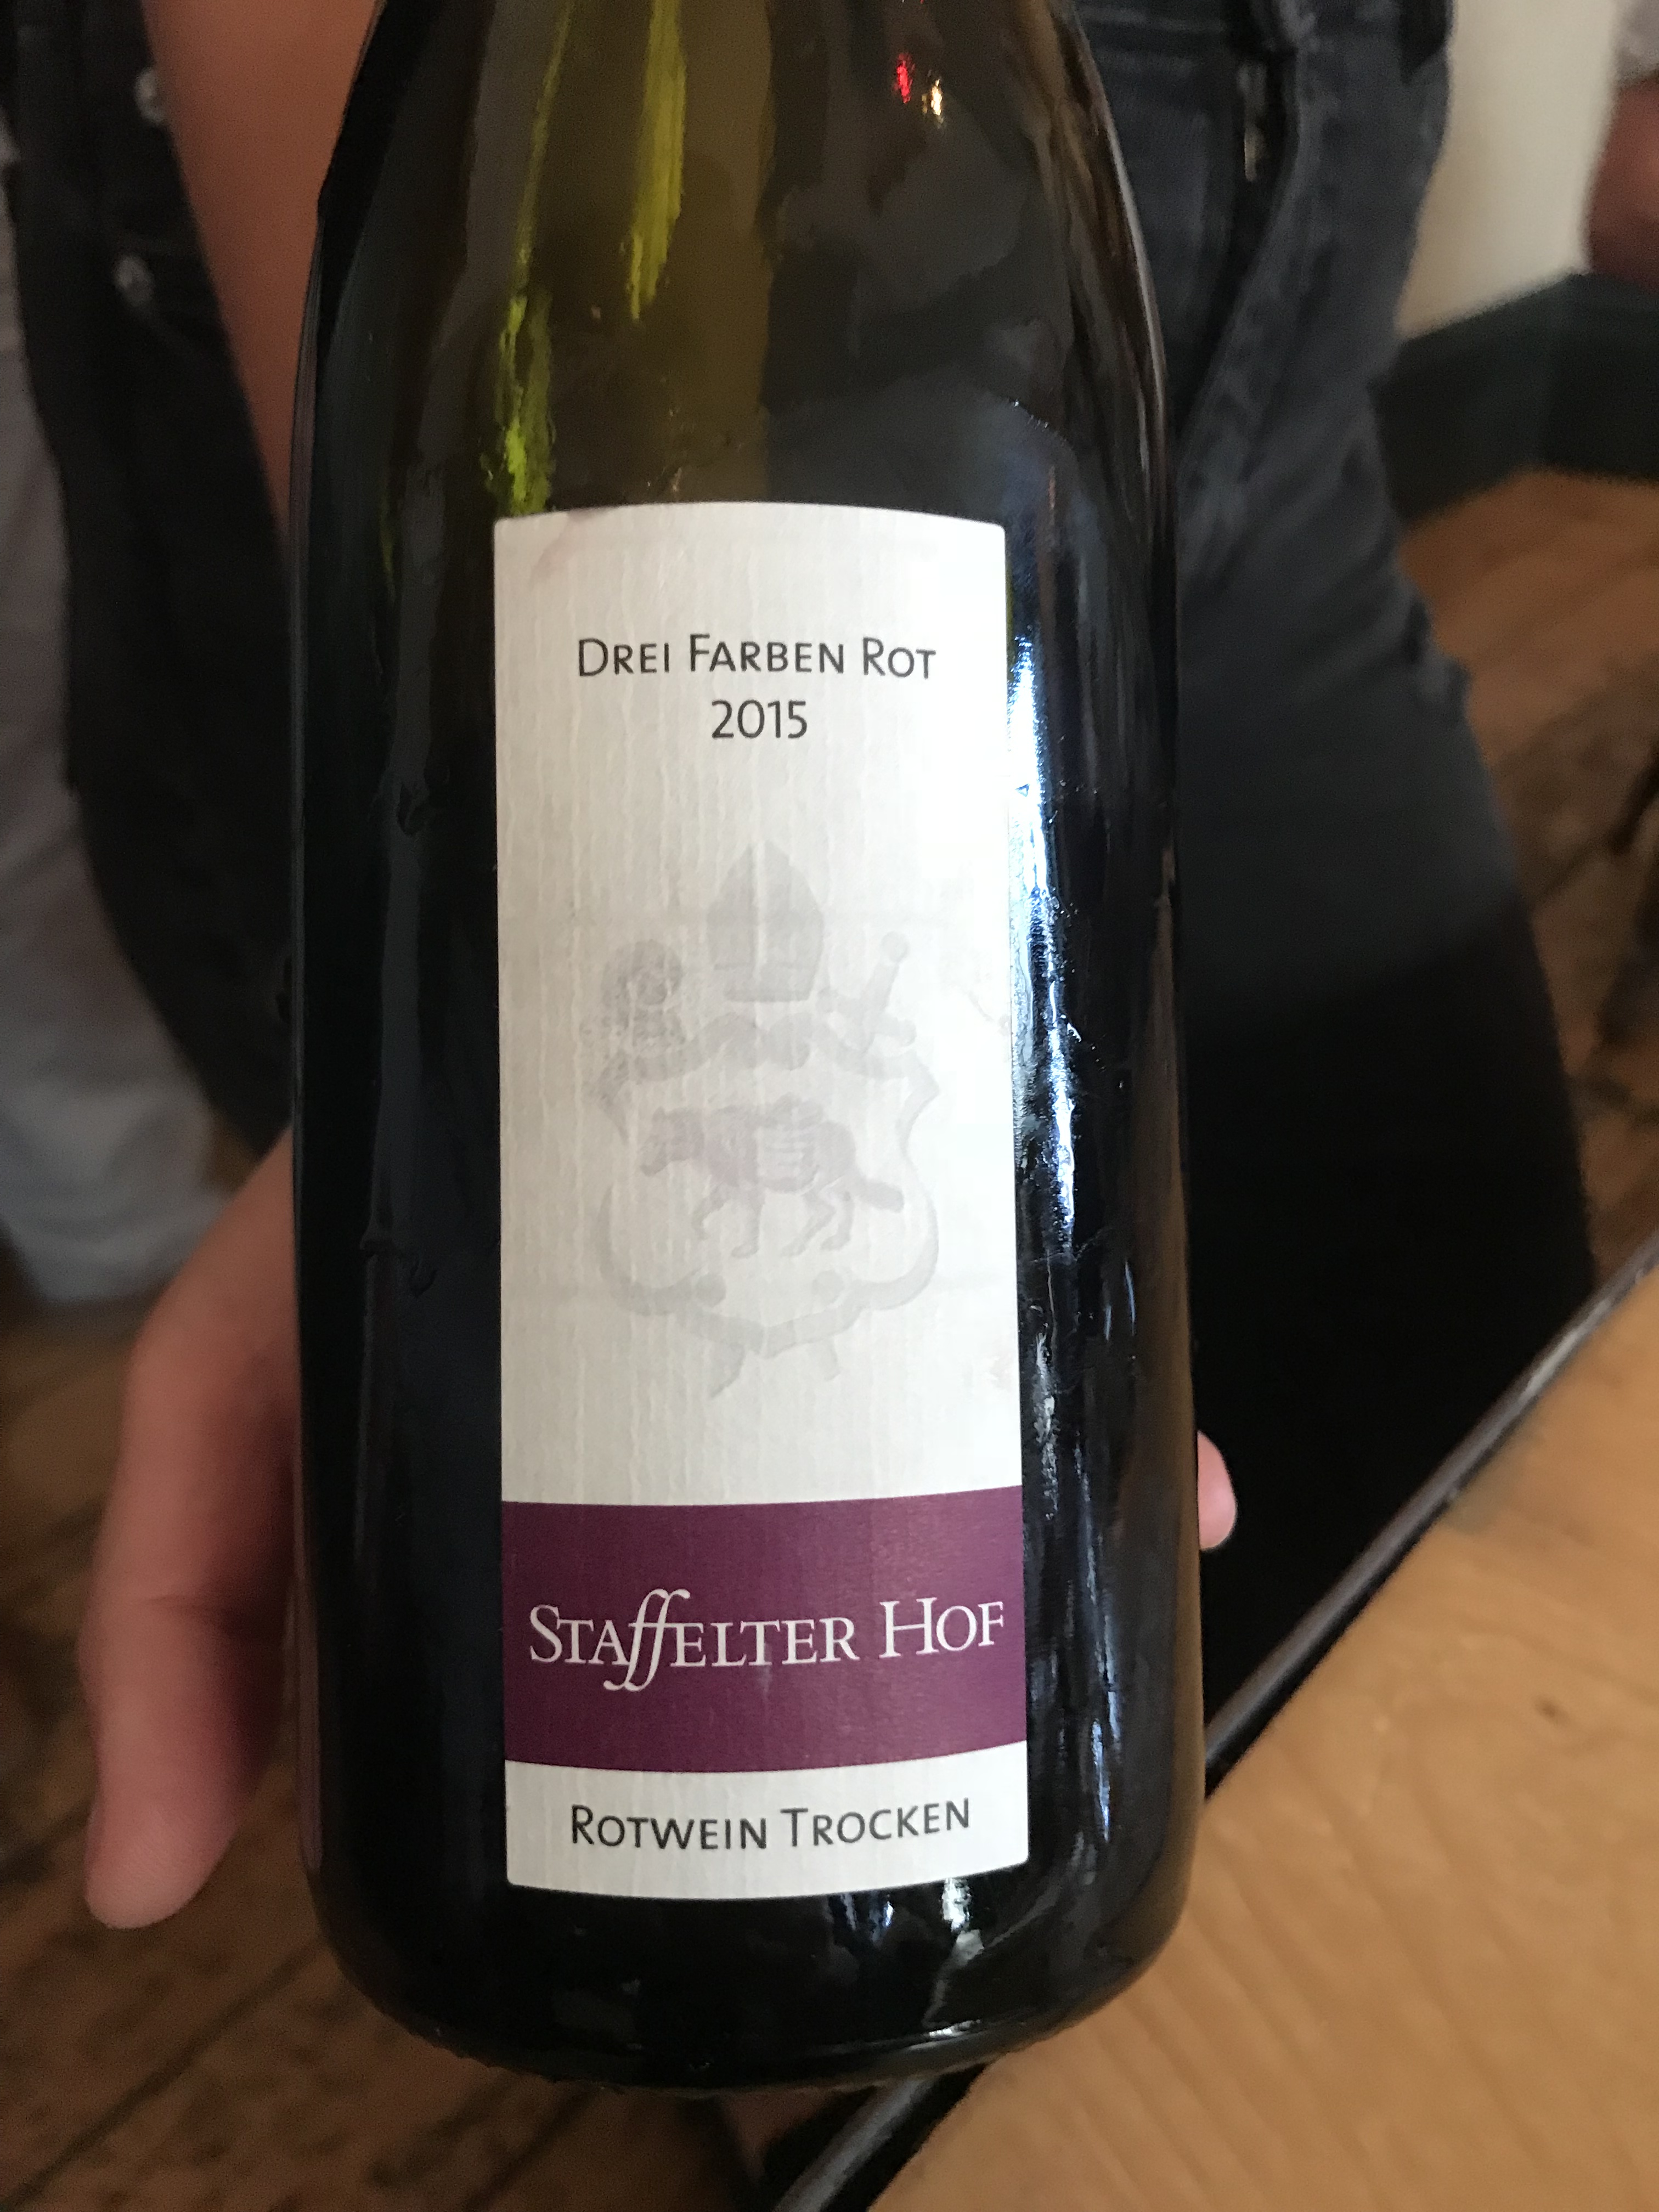 DREI FARBEN ROT
2015
STAFFELTER HOF
ROTWEIN TROCKEN